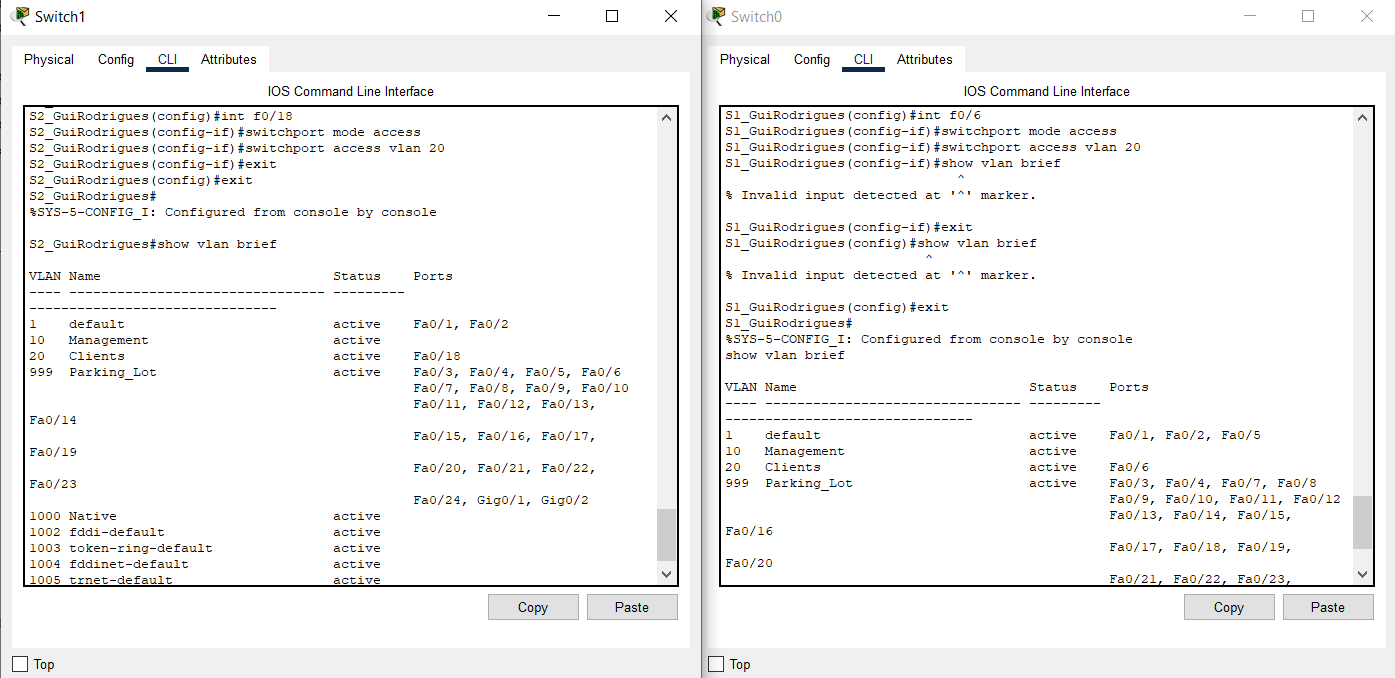 Switch1
Physical Config CLI Attributes
IOS Command Line Interface
S2_GuiRodrigues(config)#int f0/18
S2_GuiRodrigues(config-if)#switchport mode access
S2_GuiRodrigues(config-if)#switchport access vlan 20
S2_GuiRodrigues(config-if)#exit
S2_GuiRodrigues(config)#exit
S2_GuiRodrigues#
%SYS-5-CONFIG_I: Configured from console by console
S2_GuiRodrigues#show vlan brief
VLAN Name                             Status    Ports
---- -------------------------------- ---------
-------------------------------
1    default                          active    Fa0/1, Fa0/2
10   Management                       active
20   Clients                          active    Fa0/18
999  Parking_Lot                      active    Fa0/3, Fa0/4, Fa0/5, Fa0/6
                                                Fa0/7, Fa0/8, Fa0/9, Fa0/10
                                                Fa0/11, Fa0/12, Fa0/13,
Fa0/14
                                                Fa0/15, Fa0/16, Fa0/17,
Fa0/19
                                                Fa0/20, Fa0/21, Fa0/22,
Fa0/23
                                                Fa0/24, Gig0/1, Gig0/2
1000 Native                           active
1002 fddi-default                     active
1003 token-ring-default               active
1004 fddinet-default                  active
1005 trnet-default                    active
Copy Paste
Top
Switch0
Physical Config CLI Attributes
IOS Command Line Interface
S1_GuiRodrigues(config)#int f0/6
S1_GuiRodrigues(config-if)#switchport mode access
S1_GuiRodrigues(config-if)#switchport access vlan 20
S1_GuiRodrigues(config-if)#show vlan brief
^
% Invalid input detected at '^' marker.
S1_GuiRodrigues(config-if)#exit
S1_GuiRodrigues(config)#show vlan brief
^
% Invalid input detected at '^' marker.
S1_GuiRodrigues(config)#exit
S1_GuiRodrigues#
%SYS-5-CONFIG_I: Configured from console by console
show vlan brief
VLAN Name                             Status    Ports
---- -------------------------------- ---------
-------------------------------
1    default                          active    Fa0/1, Fa0/2, Fa0/5
10   Management                       active
20   Clients                          active    Fa0/6
999  Parking_Lot                      active    Fa0/3, Fa0/4, Fa0/7, Fa0/8
                                                Fa0/9, Fa0/10, Fa0/11, Fa0/12
                                                Fa0/13, Fa0/14, Fa0/15,
Fa0/16
                                                Fa0/17, Fa0/18, Fa0/19,
Fa0/20
                                                Fa0/21, Fa0/22, Fa0/23,
Copy Paste
Top